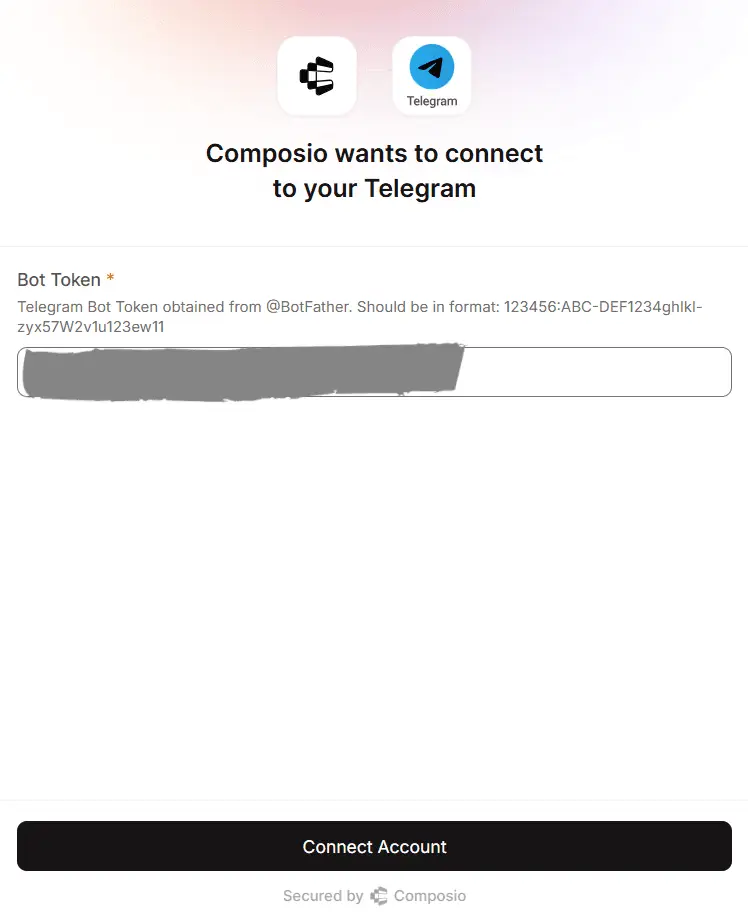 Telegram
Composio wants to connect
to your Telegram
Bot Token *
Telegram Bot Token obtained from @BotFather. Should be in format: 123456:ABC-DEF1234ghIkl-
zyx57W2v1u123ew11
Connect Account
Secured by Composio